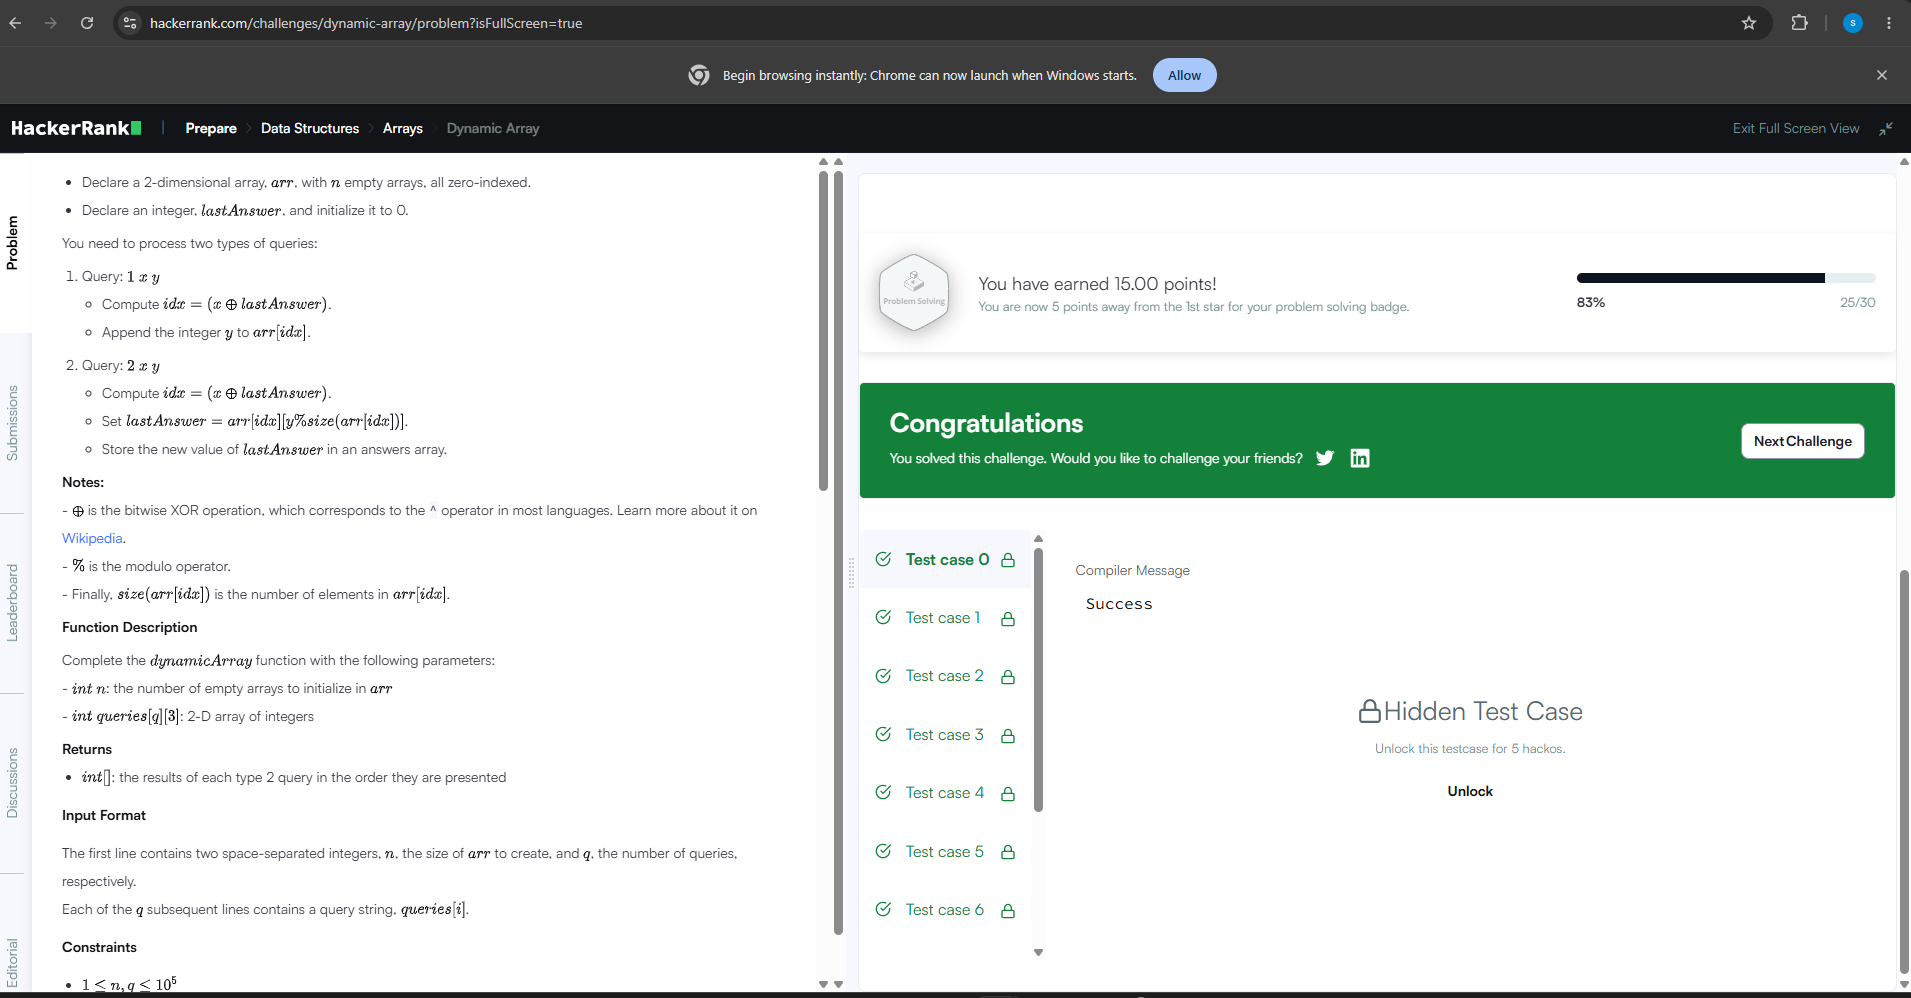 hackerrank.com/challenges/dynamic-array/problem?isFullScreen=true
s
Begin browsing instantly: Chrome can now launch when Windows starts.
Allow
HackerRank
Prepare
Data Structures
Arrays
Dynamic Array
Exit Full Screen View
Problem
Submissions
Leaderboard
Discussions
Editorial
• Declare a 2-dimensional array, arr, with n empty arrays, all zero-indexed.
• Declare an integer, lastAnswer, and initialize it to 0.
You need to process two types of queries:
1. Query: 1 x y
Compute idx = (x ⊕ lastAnswer).
Append the integer y to arr[idx].
2. Query: 2 x y
Compute idx = (x ⊕ lastAnswer).
Set lastAnswer = arr[idx][y%size(arr[idx])].
Store the new value of lastAnswer in an answers array.
Notes:
- ⊕ is the bitwise XOR operation, which corresponds to the ^ operator in most languages. Learn more about it on
Wikipedia.
- % is the modulo operator.
- Finally, size(arr[idx]) is the number of elements in arr[idx].
Function Description
Complete the dynamicArray function with the following parameters:
- int n: the number of empty arrays to initialize in arr
- int queries[q][3]: 2-D array of integers
Returns
• int[]: the results of each type 2 query in the order they are presented
Input Format
The first line contains two space-separated integers, n, the size of arr to create, and q, the number of queries,
respectively.
Each of the q subsequent lines contains a query string, queries[i].
Constraints
• 1 ≤ n, q ≤ 10⁵
Problem Solving
You have earned 15.00 points!
You are now 5 points away from the 1st star for your problem solving badge.
83%
25/30
Congratulations
You solved this challenge. Would you like to challenge your friends?
Next Challenge
Test case 0
Test case 1
Test case 2
Test case 3
Test case 4
Test case 5
Test case 6
Compiler Message
Success
Hidden Test Case
Unlock this testcase for 5 hackos.
Unlock